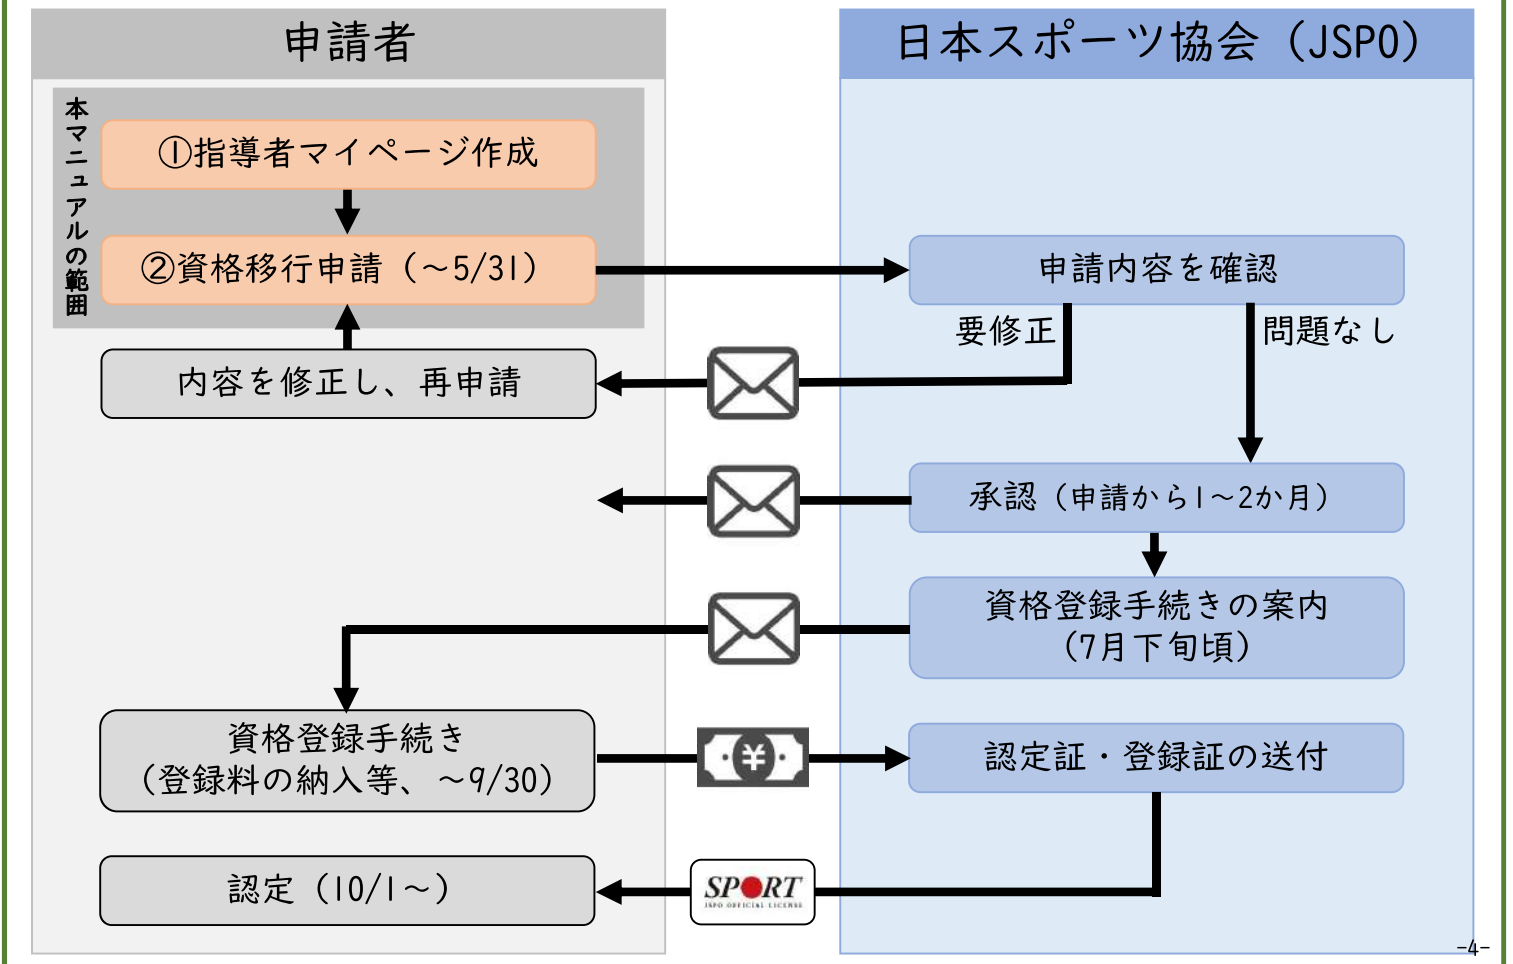 申請者
日本スポーツ協会（JSPO）
本マニュアルの範囲
①指導者マイページ作成
②資格移行申請（～5/31）
申請内容を確認
要修正
問題なし
内容を修正し、再申請
承認（申請から1～2か月）
資格登録手続きの案内
（7月下旬頃）
資格登録手続き
（登録料の納入等、～9/30）
認定証・登録証の送付
認定（10/1～）
SPORT
JSPO OFFICIAL LICENSE
-4-